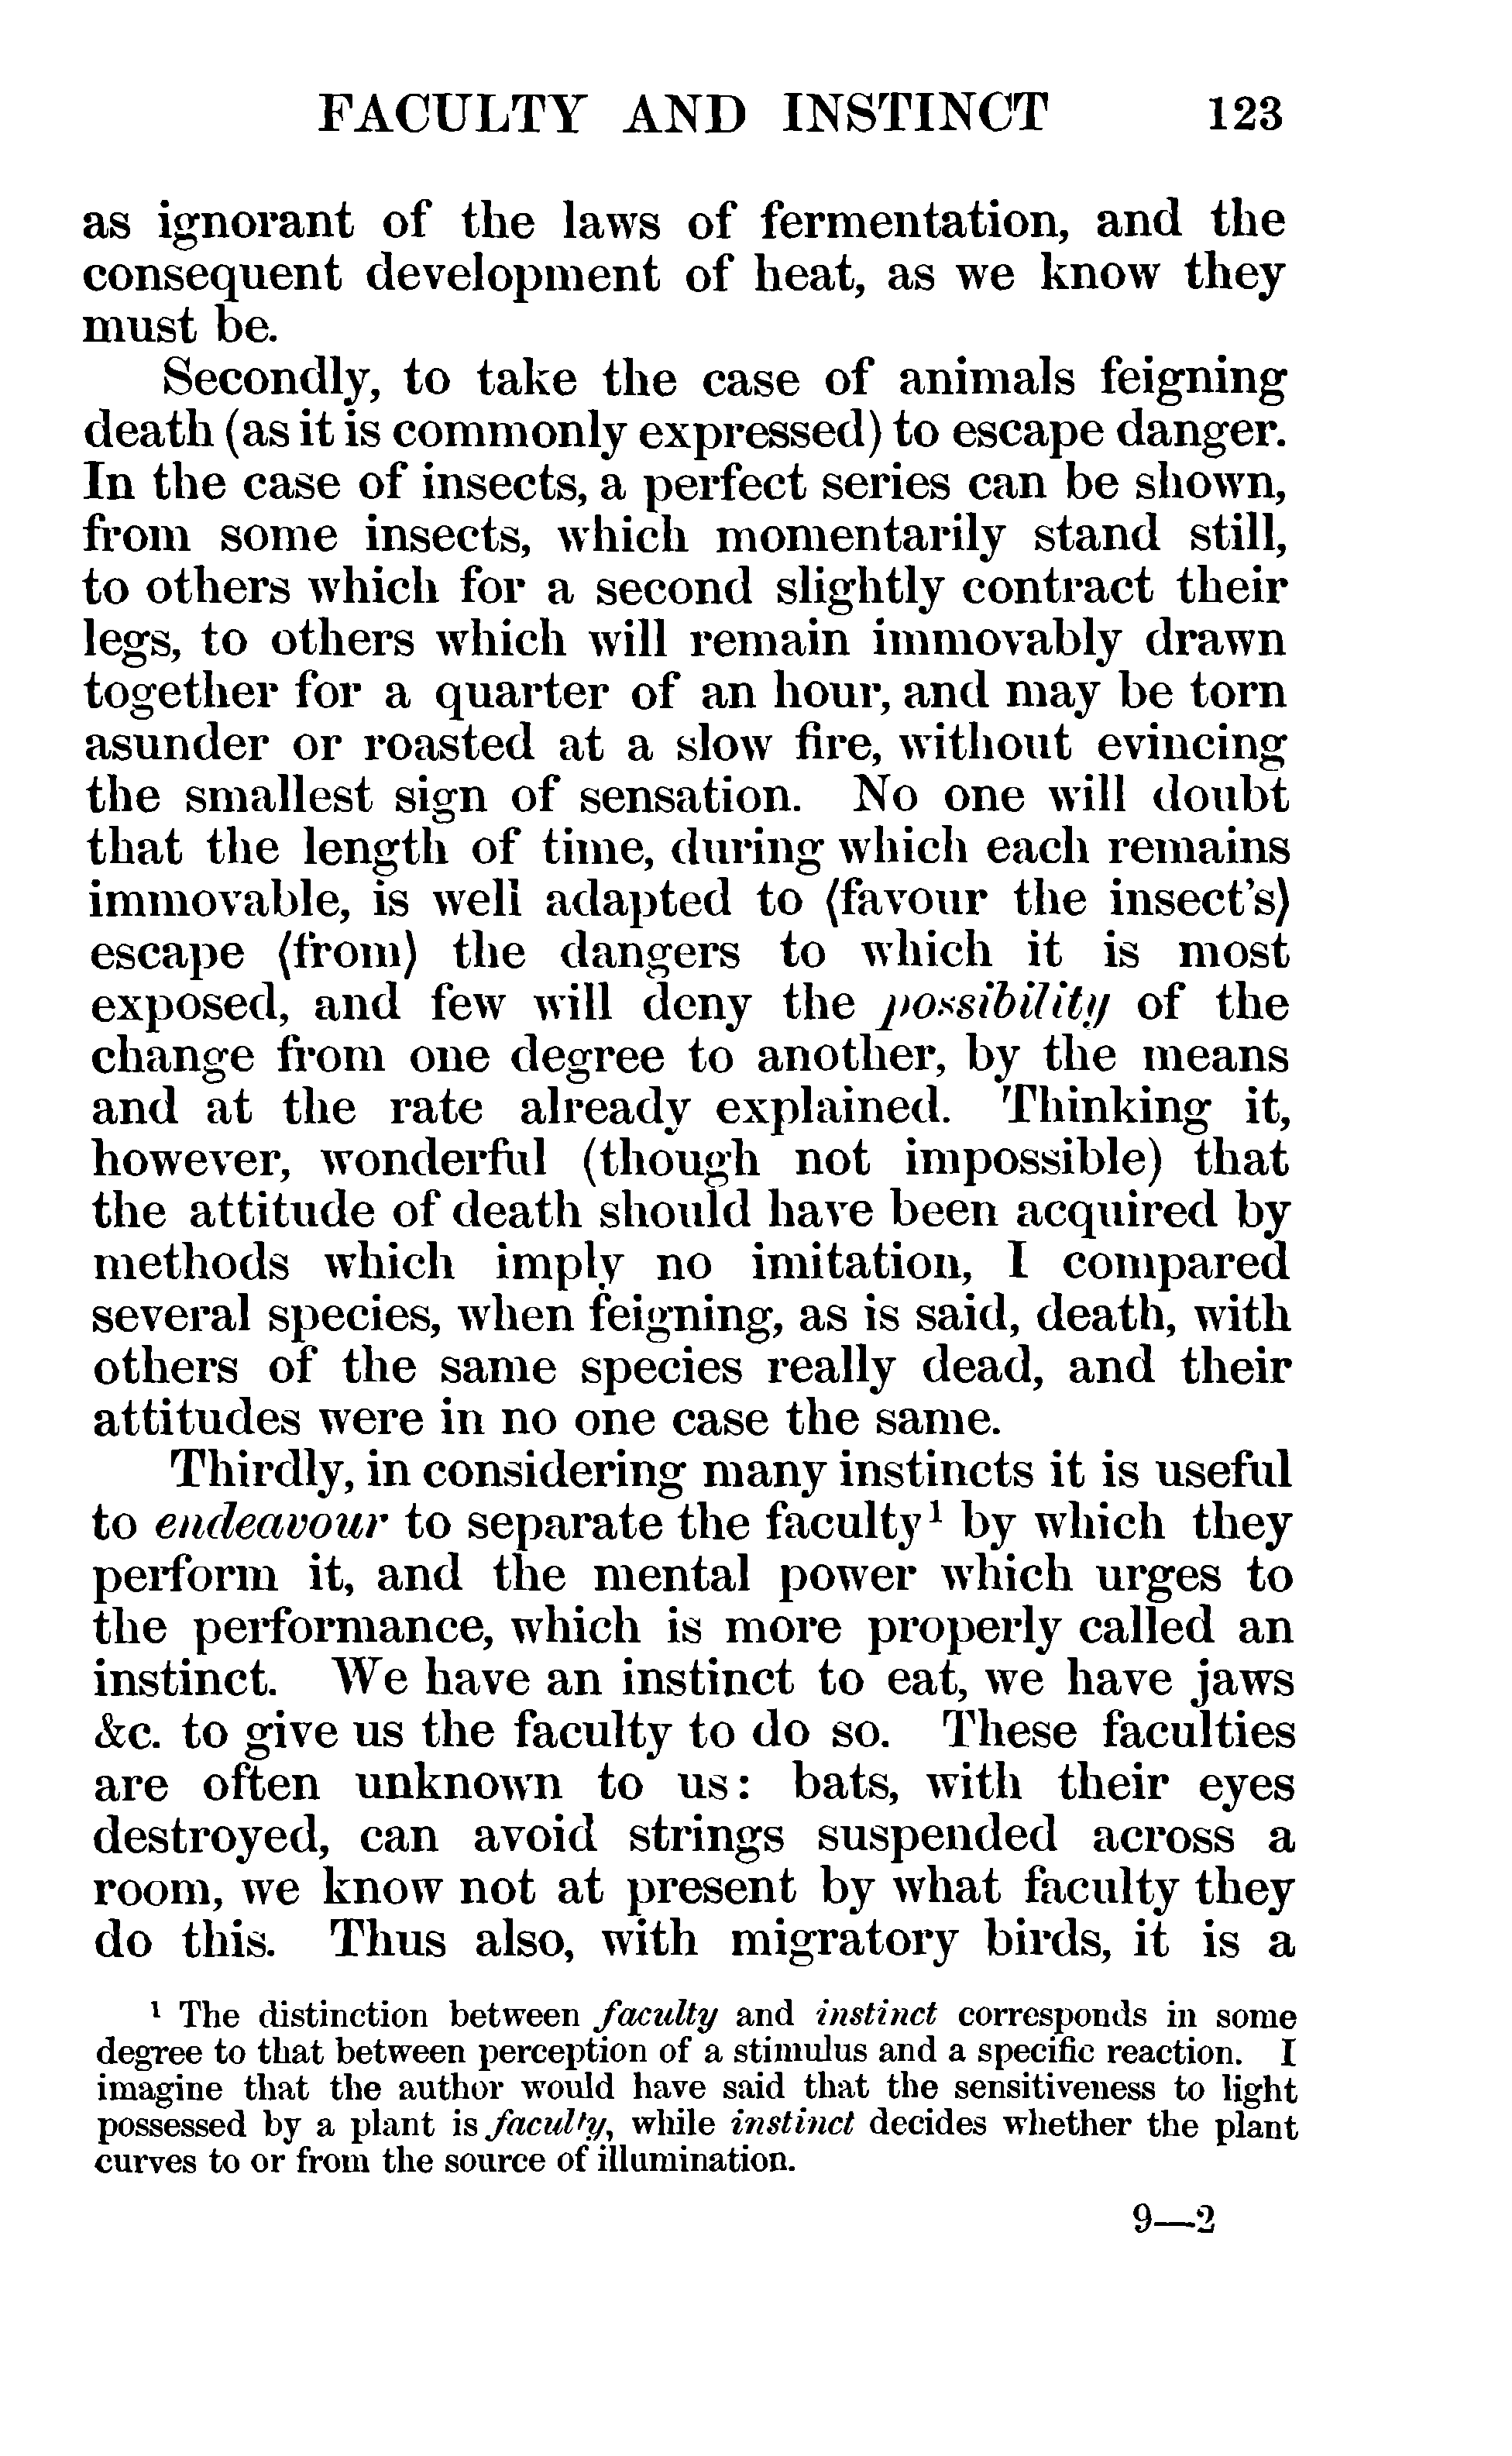 FACULTY AND INSTINCT 123
as ignorant of the laws of fermentation, and the
consequent development of heat, as we know they
must be.
Secondly, to take the case of animals feigning
death (as it is commonly expressed) to escape danger.
In the case of insects, a perfect series can be shown,
from some insects, which momentarily stand still,
to others which for a second slightly contract their
legs, to others which will remain immovably drawn
together for a quarter of an hour, and may be torn
asunder or roasted at a slow fire, without evincing
the smallest sign of sensation. No one will doubt
that the length of time, during which each remains
immovable, is well adapted to ⟨favour the insect's⟩
escape ⟨from⟩ the dangers to which it is most
exposed, and few will deny the possibility of the
change from one degree to another, by the means
and at the rate already explained. Thinking it,
however, wonderful (though not impossible) that
the attitude of death should have been acquired by
methods which imply no imitation, I compared
several species, when feigning, as is said, death, with
others of the same species really dead, and their
attitudes were in no one case the same.
Thirdly, in considering many instincts it is useful
to endeavour to separate the faculty¹ by which they
perform it, and the mental power which urges to
the performance, which is more properly called an
instinct. We have an instinct to eat, we have jaws
&c. to give us the faculty to do so. These faculties
are often unknown to us: bats, with their eyes
destroyed, can avoid strings suspended across a
room, we know not at present by what faculty they
do this. Thus also, with migratory birds, it is a
¹ The distinction between faculty and instinct corresponds in some
degree to that between perception of a stimulus and a specific reaction. I
imagine that the author would have said that the sensitiveness to light
possessed by a plant is faculty, while instinct decides whether the plant
curves to or from the source of illumination.
9—2